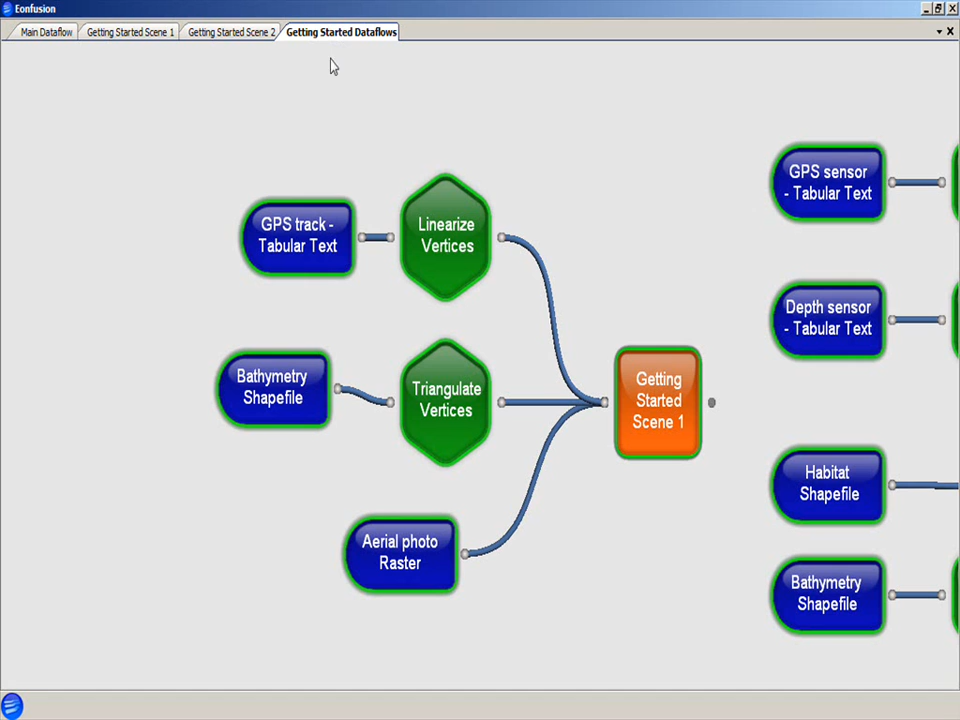 Eonfusion
Main Dataflow
Getting Started Scene 1
Getting Started Scene 2
Getting Started Dataflows
GPS track -
Tabular Text
Linearize
Vertices
Bathymetry
Shapefile
Triangulate
Vertices
Aerial photo
Raster
Getting
Started
Scene 1
GPS sensor
- Tabular Text
Depth sensor
- Tabular Text
Habitat
Shapefile
Bathymetry
Shapefile